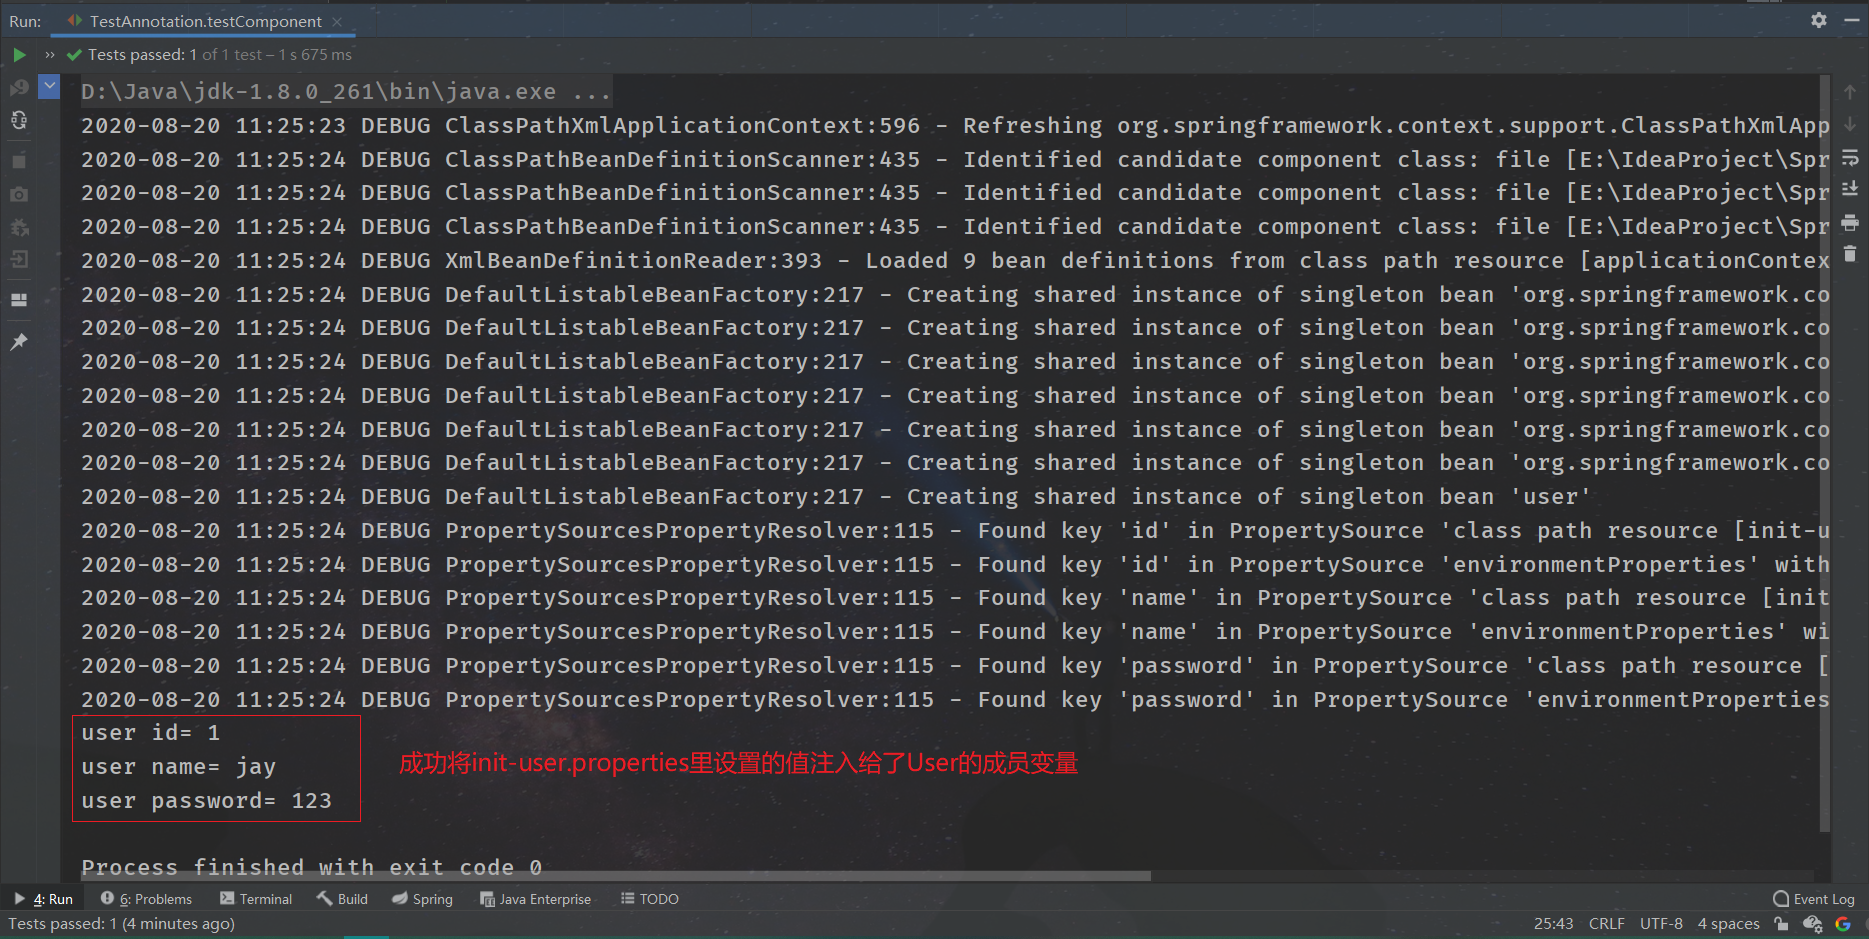 Run: TestAnnotation.testComponent
Tests passed: 1 of 1 test – 1 s 675 ms
D:\Java\jdk-1.8.0_261\bin\java.exe ...
2020-08-20 11:25:23 DEBUG ClassPathXmlApplicationContext:596 - Refreshing org.springframework.context.support.ClassPathXmlApp
2020-08-20 11:25:24 DEBUG ClassPathBeanDefinitionScanner:435 - Identified candidate component class: file [E:\IdeaProject\Spr
2020-08-20 11:25:24 DEBUG ClassPathBeanDefinitionScanner:435 - Identified candidate component class: file [E:\IdeaProject\Spr
2020-08-20 11:25:24 DEBUG ClassPathBeanDefinitionScanner:435 - Identified candidate component class: file [E:\IdeaProject\Spr
2020-08-20 11:25:24 DEBUG XmlBeanDefinitionReader:393 - Loaded 9 bean definitions from class path resource [applicationContex
2020-08-20 11:25:24 DEBUG DefaultListableBeanFactory:217 - Creating shared instance of singleton bean 'org.springframework.co
2020-08-20 11:25:24 DEBUG DefaultListableBeanFactory:217 - Creating shared instance of singleton bean 'org.springframework.co
2020-08-20 11:25:24 DEBUG DefaultListableBeanFactory:217 - Creating shared instance of singleton bean 'org.springframework.co
2020-08-20 11:25:24 DEBUG DefaultListableBeanFactory:217 - Creating shared instance of singleton bean 'org.springframework.co
2020-08-20 11:25:24 DEBUG DefaultListableBeanFactory:217 - Creating shared instance of singleton bean 'org.springframework.co
2020-08-20 11:25:24 DEBUG DefaultListableBeanFactory:217 - Creating shared instance of singleton bean 'org.springframework.co
2020-08-20 11:25:24 DEBUG DefaultListableBeanFactory:217 - Creating shared instance of singleton bean 'user'
2020-08-20 11:25:24 DEBUG PropertySourcesPropertyResolver:115 - Found key 'id' in PropertySource 'class path resource [init-u
2020-08-20 11:25:24 DEBUG PropertySourcesPropertyResolver:115 - Found key 'id' in PropertySource 'environmentProperties' with
2020-08-20 11:25:24 DEBUG PropertySourcesPropertyResolver:115 - Found key 'name' in PropertySource 'class path resource [init
2020-08-20 11:25:24 DEBUG PropertySourcesPropertyResolver:115 - Found key 'name' in PropertySource 'environmentProperties' wi
2020-08-20 11:25:24 DEBUG PropertySourcesPropertyResolver:115 - Found key 'password' in PropertySource 'class path resource [
2020-08-20 11:25:24 DEBUG PropertySourcesPropertyResolver:115 - Found key 'password' in PropertySource 'environmentProperties
user id= 1
user name= jay
成功将init-user.properties里设置的值注入给了User的成员变量
user password= 123
Process finished with exit code 0
4: Run 6: Problems Terminal Build Spring Java Enterprise TODO Event Log
Tests passed: 1 (4 minutes ago) 25:43 CRLF UTF-8 4 spaces